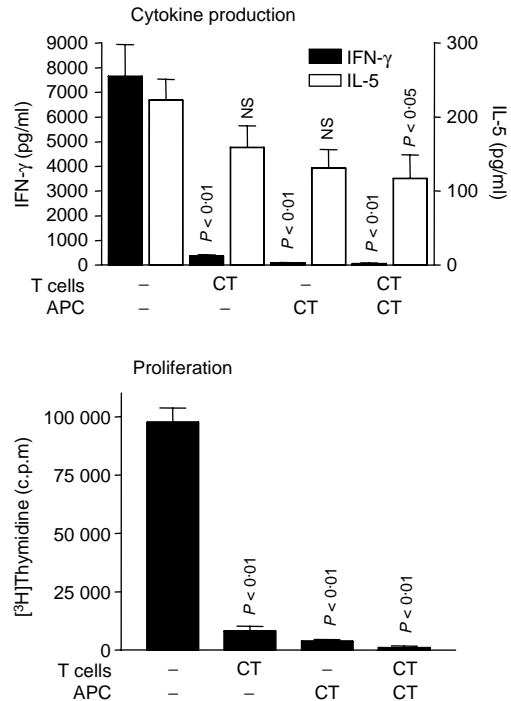 Cytokine production
IFN-γ
IL-5
9000
8000
7000
6000
5000
4000
3000
2000
1000
0
IFN-γ (pg/ml)
300
200
100
0
IL-5 (pg/ml)
P < 0·01
NS
P < 0·01
NS
P < 0·01
P < 0·05
T cells – CT – CT
APC – – CT CT
Proliferation
100 000
75 000
50 000
25 000
0
[³H]Thymidine (c.p.m)
P < 0·01
P < 0·01
P < 0·01
T cells – CT – CT
APC – – CT CT